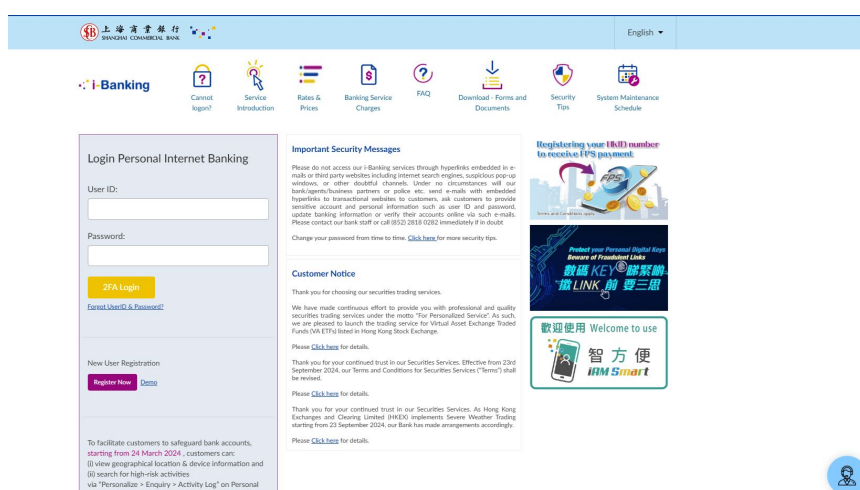 上海商業銀行
SHANGHAI COMMERCIAL BANK
English
i-Banking
Cannot
logon?
Service
Introduction
Rates &
Prices
Banking Service
Charges
FAQ
Download - Forms and
Documents
Security
Tips
System Maintenance
Schedule
Login Personal Internet Banking
User ID:
Password:
2FA Login
Forgot UserID & Password?
New User Registration
Register Now Demo
To facilitate customers to safeguard bank accounts,
starting from 24 March 2024 , customers can:
(i) view geographical location & device information and
(ii) search for high-risk activities
via "Personalize > Enquiry > Activity Log" on Personal
Important Security Messages
Please do not access our i-Banking services through hyperlinks embedded in e-
mails or third party websites including internet search engines, suspicious pop-up
windows, or other doubtful channels. Under no circumstances will our
bank/agents/business partners or police etc. send e-mails with embedded
hyperlinks to transactional websites to customers, ask customers to provide
sensitive account and personal information such as user ID and password,
update banking information or verify their accounts online via such e-mails.
Please contact our bank staff or call (852) 2818 0282 immediately if in doubt
Change your password from time to time. Click here for more security tips.
Customer Notice
Thank you for choosing our securities trading services.
We have made continuous effort to provide you with professional and quality
securities trading services under the motto "For Personalized Service". As such,
we are pleased to launch the trading service for Virtual Asset Exchange Traded
Funds (VA ETFs) listed in Hong Kong Stock Exchange.
Please Click here for details.
Thank you for your continued trust in our Securities Services. Effective from 23rd
September 2024, our Terms and Conditions for Securities Services ("Terms") shall
be revised.
Please Click here for details.
Thank you for your continued trust in our Securities Services. As Hong Kong
Exchanges and Clearing Limited (HKEX) implements Severe Weather Trading
starting from 23 September 2024, our Bank has made arrangements accordingly.
Please Click here for details.
Registering your HKID number
to receive FPS payment
FPS
Terms and Conditions apply
Protect your Personal Digital Keys
Beware of Fraudulent Links
數碼 KEY 睇緊啲
撳 LINK 前 要三思
歡迎使用 Welcome to use
智方便
iAM Smart